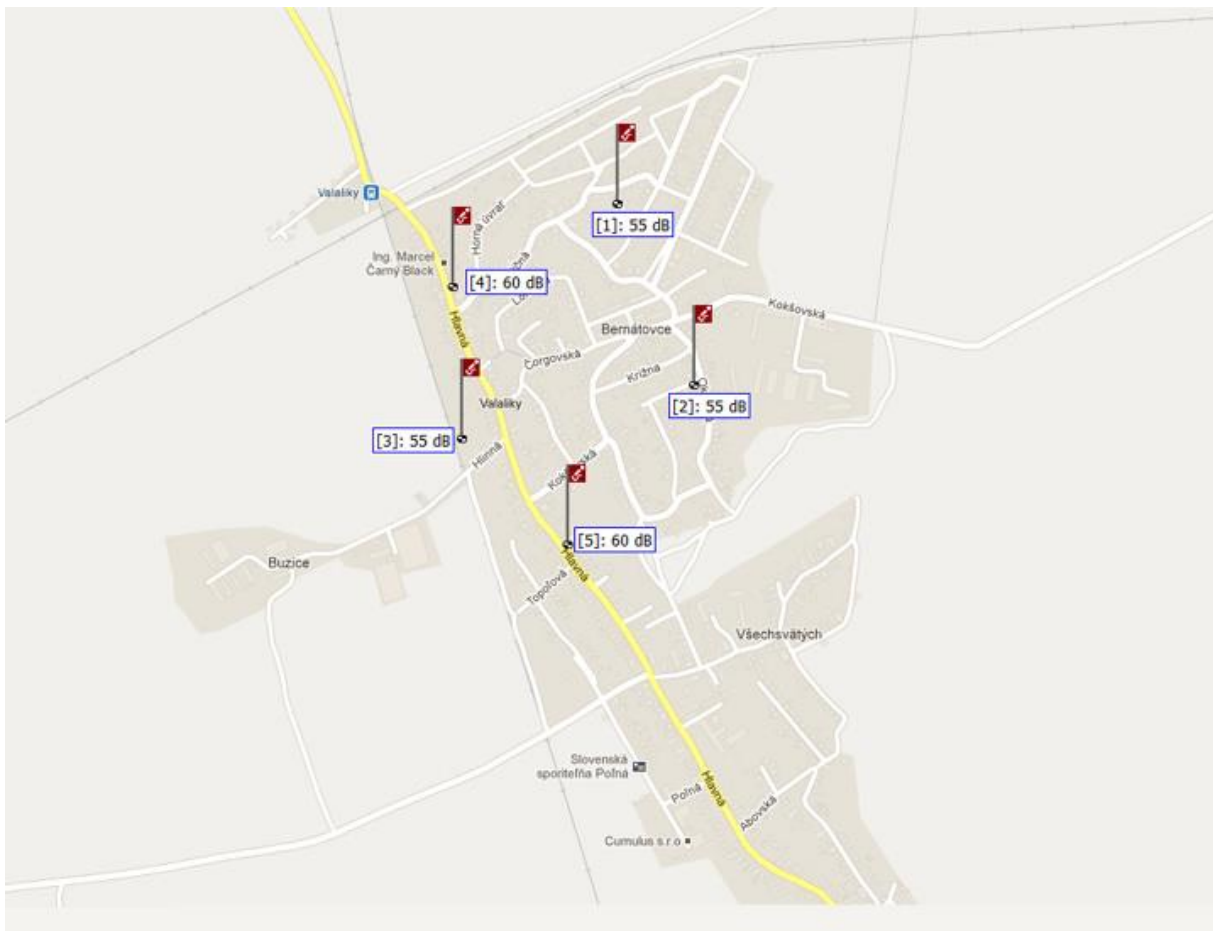 [1]: 55 dB
Valaliky
Horná úvrať
Ing. Marcel
Čarný Black
[4]: 60 dB
Kokšovská
Hlavná
Bernátovce
Čorgovská
Križna
Valaliky
[2]: 55 dB
[3]: 55 dB
Hlinná
[5]: 60 dB
Hlavná
Buzice
Topoľová
Všechsvätých
Slovenská
sporiteľňa Poľná
Poľná
Hlavná
Abovská
Cumulus s.r.o